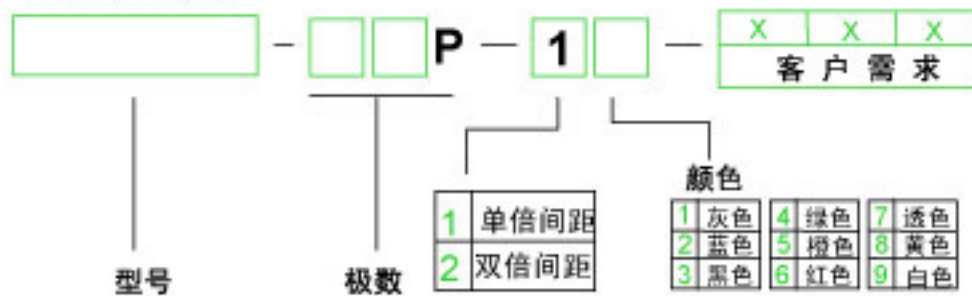 P 1 X X X
客户需求
颜色
1 单倍间距
2 双倍间距
1 灰色 4 绿色 7 透色
2 蓝色 5 橙色 8 黄色
3 黑色 6 红色 9 白色
型号 极数